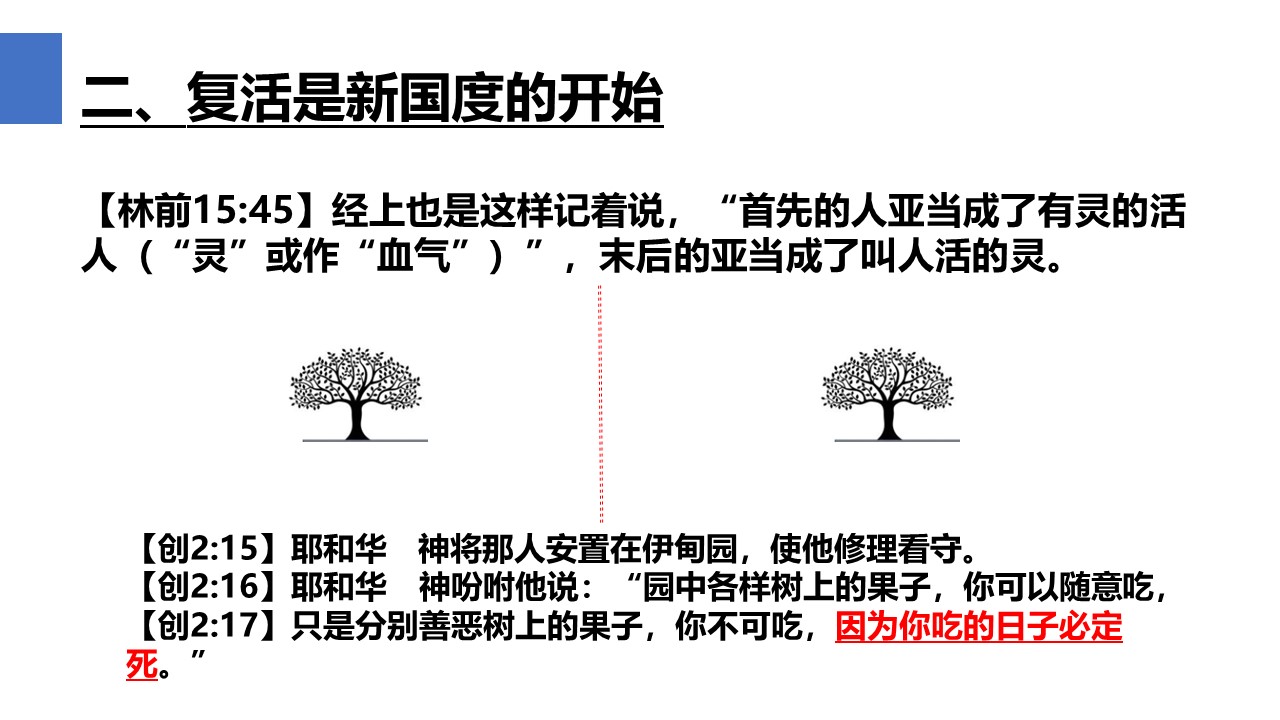 二、复活是新国度的开始
【林前15:45】经上也是这样记着说，“首先的人亚当成了有灵的活
人（“灵”或作“血气”）”，末后的亚当成了叫人活的灵。
【创2:15】耶和华　神将那人安置在伊甸园，使他修理看守。
【创2:16】耶和华　神吩咐他说：“园中各样树上的果子，你可以随意吃，
【创2:17】只是分别善恶树上的果子，你不可吃，因为你吃的日子必定
死。”